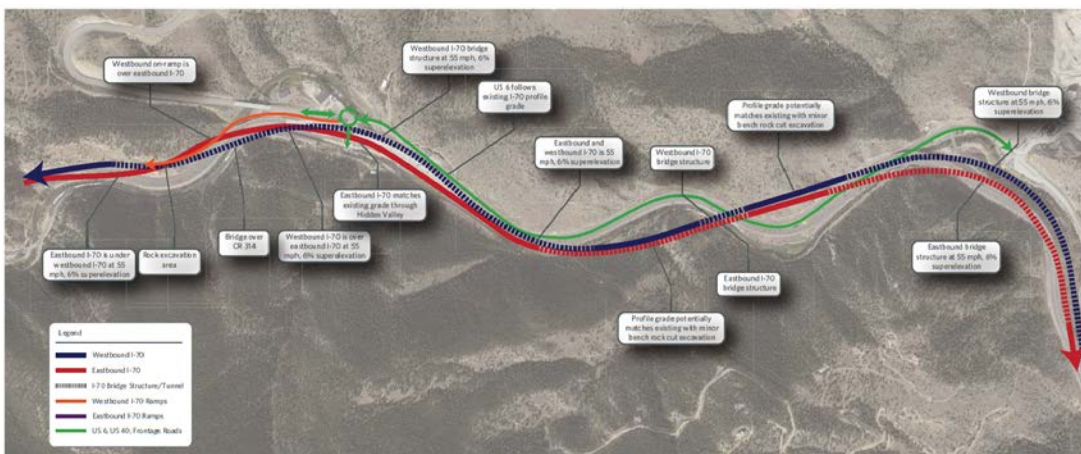 Westbound on-ramp is
over eastbound I-70
Westbound I-70 bridge
structure at 55 mph, 6%
superelevation
US 6 follows
existing I-70 profile
grade
Eastbound and
westbound I-70 is 55
mph, 6% superelevation
Westbound I-70
bridge structure
Profile grade potentially
matches existing with minor
bench rock cut excavation
Westbound bridge
structure at 55 mph, 6%
superelevation
Eastbound I-70 is under
westbound I-70 at 55
mph, 6% superelevation
Rock excavation
area
Bridge over
CR 314
Westbound I-70 is over
eastbound I-70 at 55
mph, 6% superelevation
Eastbound I-70 matches
existing grade through
Hidden Valley
Profile grade potentially
matches existing with minor
bench rock cut excavation
Eastbound I-70
bridge structure
Eastbound bridge
structure at 55 mph, 6%
superelevation
Legend
Westbound I-70
Eastbound I-70
I-70 Bridge Structure/Tunnel
Westbound I-70 Ramps
Eastbound I-70 Ramps
US 6, US 40, Frontage Roads